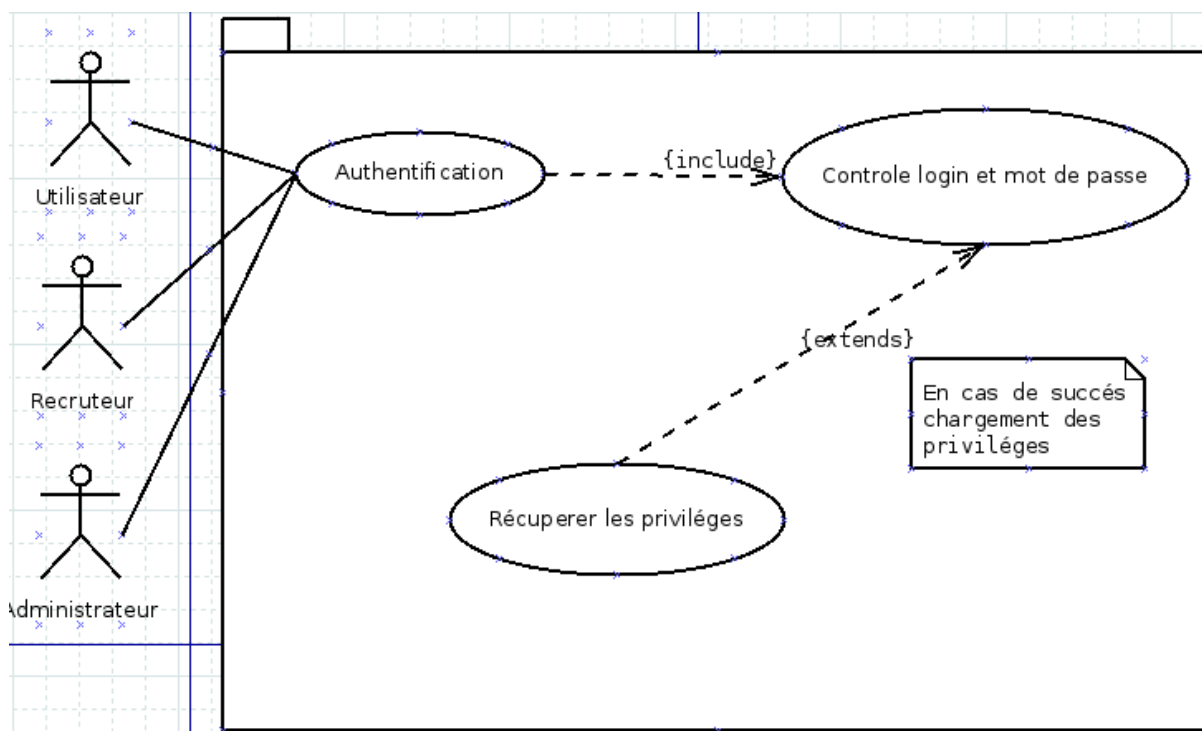 Utilisateur
Authentification
{include}
Controle login et mot de passe
Recruteur
{extends}
En cas de succés
chargement des
priviléges
Récuperer les priviléges
Administrateur